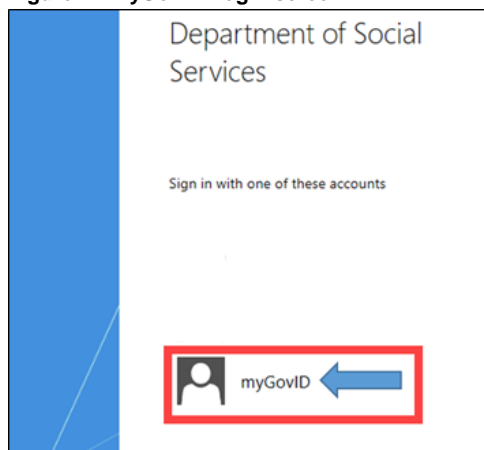 Department of Social
Services
Sign in with one of these accounts
myGovID